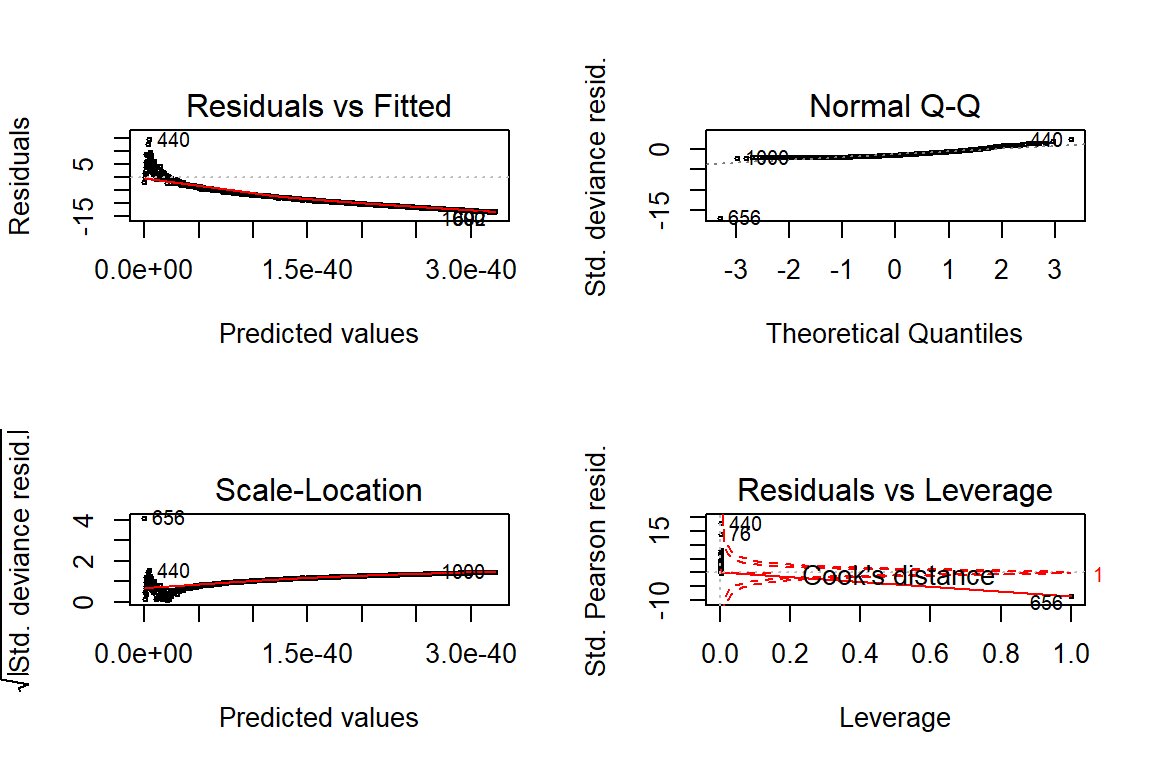 Residuals vs Fitted
Residuals
-15
5
440
0.0e+00 1.5e-40 3.0e-40
Predicted values
Normal Q-Q
Std. deviance resid.
-15
0
440
1000
656
-3 -2 -1 0 1 2 3
Theoretical Quantiles
Scale-Location
√|Std. deviance resid.|
0
2
4
656
440
1000
0.0e+00 1.5e-40 3.0e-40
Predicted values
Residuals vs Leverage
Std. Pearson resid.
-10
15
440
76
Cook's distance
1
656
0.0 0.2 0.4 0.6 0.8 1.0
Leverage